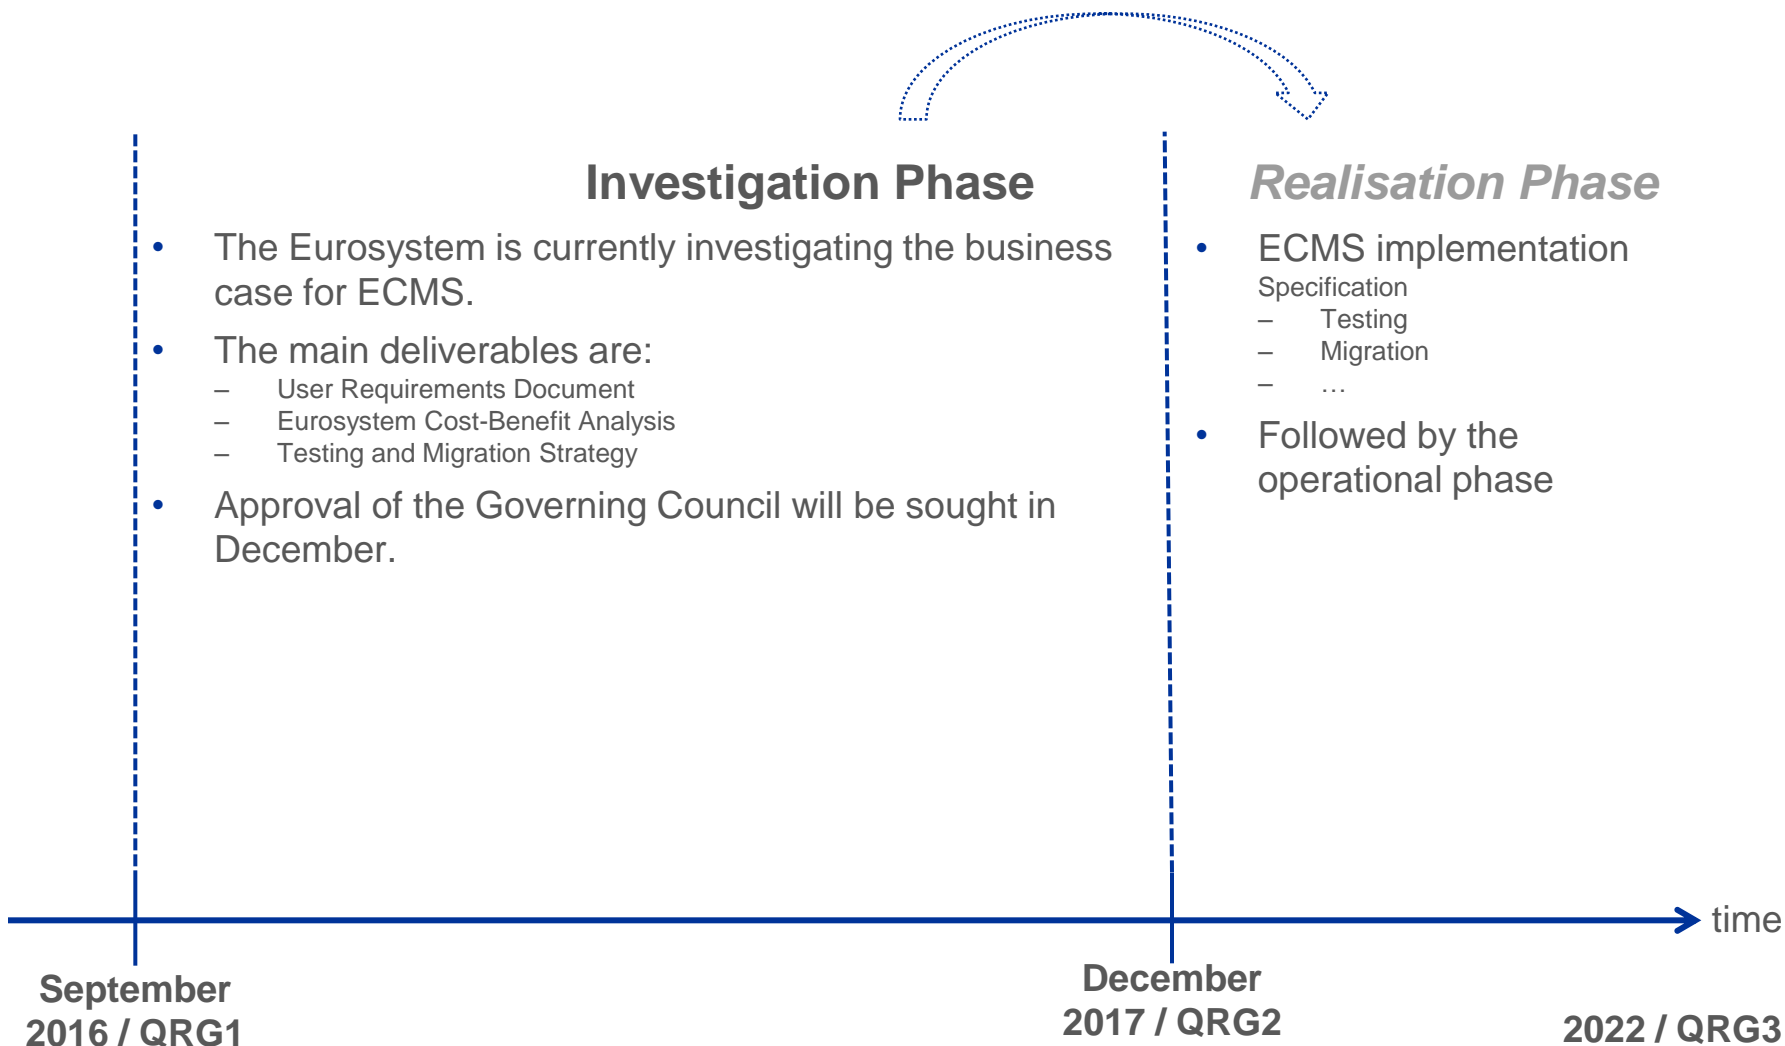 Investigation Phase
• The Eurosystem is currently investigating the business
case for ECMS.
• The main deliverables are:
– User Requirements Document
– Eurosystem Cost-Benefit Analysis
– Testing and Migration Strategy
• Approval of the Governing Council will be sought in
December.
Realisation Phase
• ECMS implementation
Specification
– Testing
– Migration
– …
• Followed by the
operational phase
time
September
2016 / QRG1
December
2017 / QRG2
2022 / QRG3